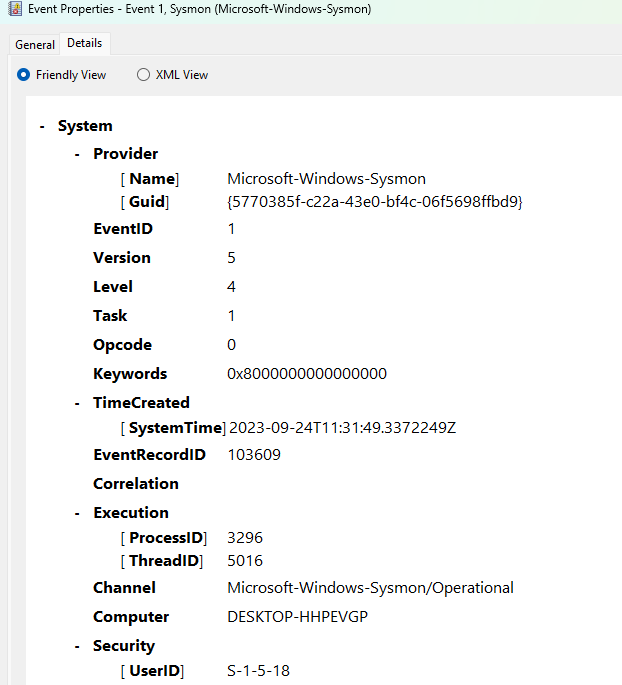 Event Properties - Event 1, Sysmon (Microsoft-Windows-Sysmon)
General Details
Friendly View XML View
- System
- Provider
[ Name] Microsoft-Windows-Sysmon
[ Guid] {5770385f-c22a-43e0-bf4c-06f5698ffbd9}
EventID 1
Version 5
Level 4
Task 1
Opcode 0
Keywords 0x8000000000000000
- TimeCreated
[ SystemTime] 2023-09-24T11:31:49.3372249Z
EventRecordID 103609
Correlation
- Execution
[ ProcessID] 3296
[ ThreadID] 5016
Channel Microsoft-Windows-Sysmon/Operational
Computer DESKTOP-HHPEVGP
- Security
[ UserID] S-1-5-18